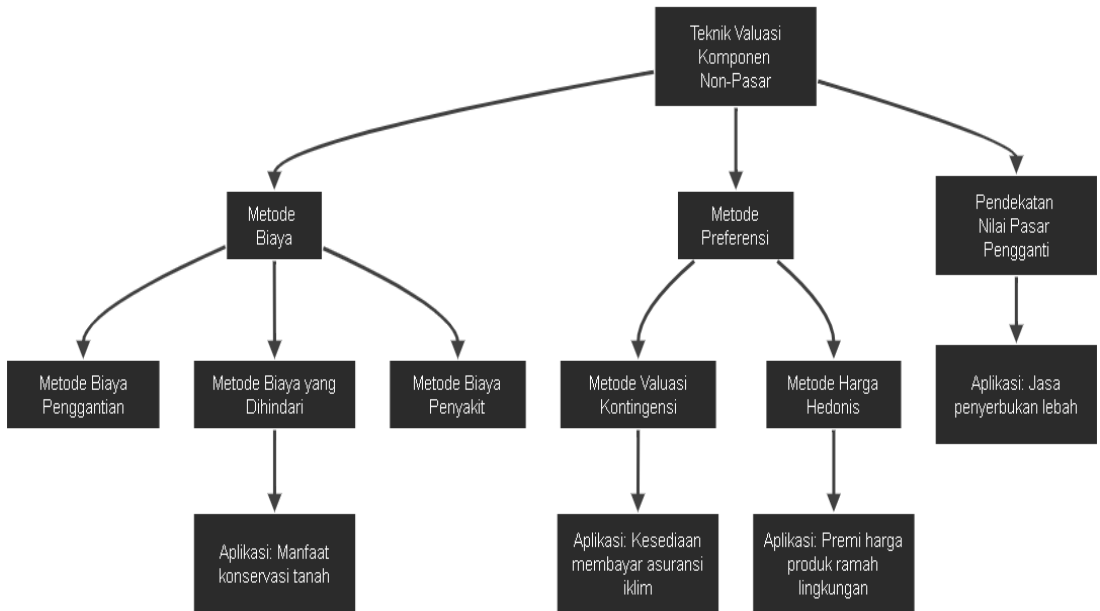 Teknik Valuasi
Komponen
Non-Pasar
Metode
Biaya
Metode
Preferensi
Pendekatan
Nilai Pasar
Pengganti
Metode Biaya
Penggantian
Metode Biaya yang
Dihindari
Metode Biaya
Penyakit
Metode Valuasi
Kontingensi
Metode Harga
Hedonis
Aplikasi: Jasa
penyerbukan lebah
Aplikasi: Manfaat
konservasi tanah
Aplikasi: Kesediaan
membayar asuransi
iklim
Aplikasi: Premi harga
produk ramah
lingkungan